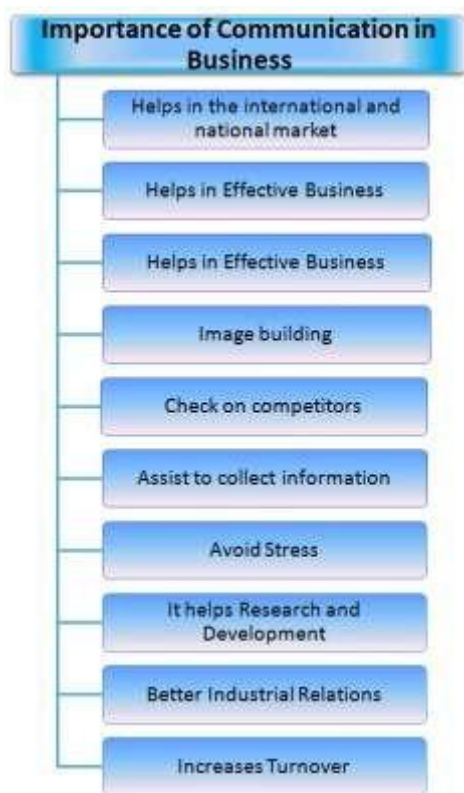 Importance of Communication in
Business
Helps in the international and
national market
Helps in Effective Business
Helps in Effective Business
Image building
Check on competitors
Assist to collect information
Avoid Stress
It helps Research and
Development
Better Industrial Relations
Increases Turnover